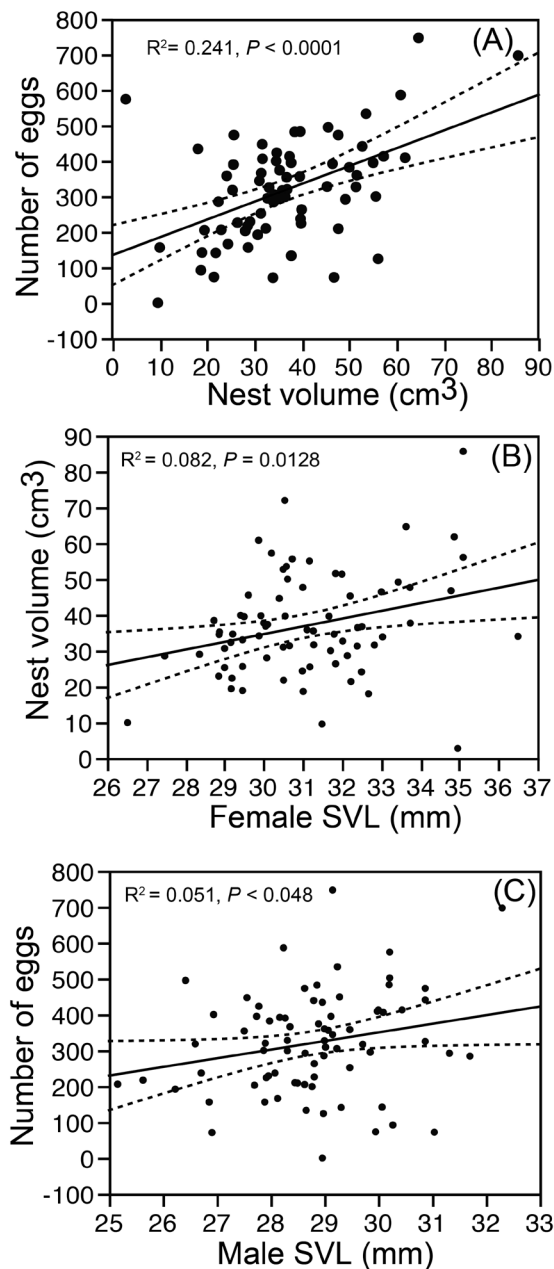 (A)
R²= 0.241, P < 0.0001
Number of eggs
800
700
600
500
400
300
200
100
0
-100
0 10 20 30 40 50 60 70 80 90
Nest volume (cm³)
(B)
R² = 0.082, P = 0.0128
Nest volume (cm³)
90
80
70
60
50
40
30
20
10
0
26 27 28 29 30 31 32 33 34 35 36 37
Female SVL (mm)
(C)
R² = 0.051, P < 0.048
Number of eggs
800
700
600
500
400
300
200
100
0
-100
25 26 27 28 29 30 31 32 33
Male SVL (mm)